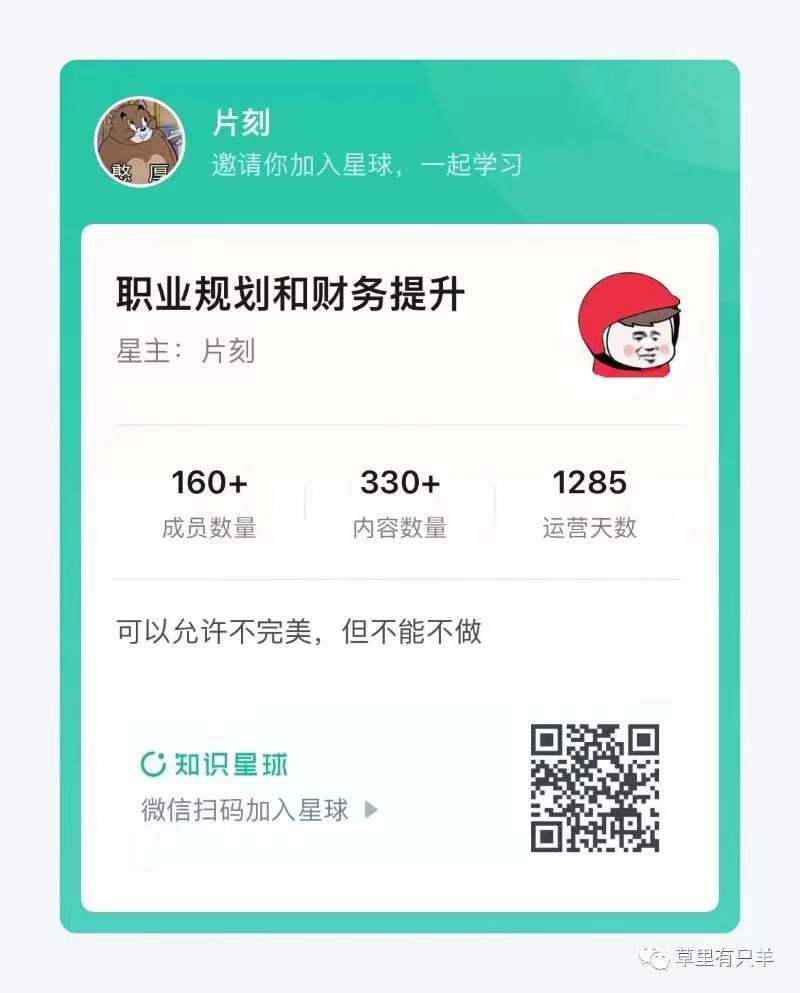 片刻
邀请你加入星球，一起学习
憨 厚
职业规划和财务提升
星主：片刻
160+
330+
1285
成员数量
内容数量
运营天数
可以允许不完美，但不能不做
知识星球
微信扫码加入星球
草里有只羊